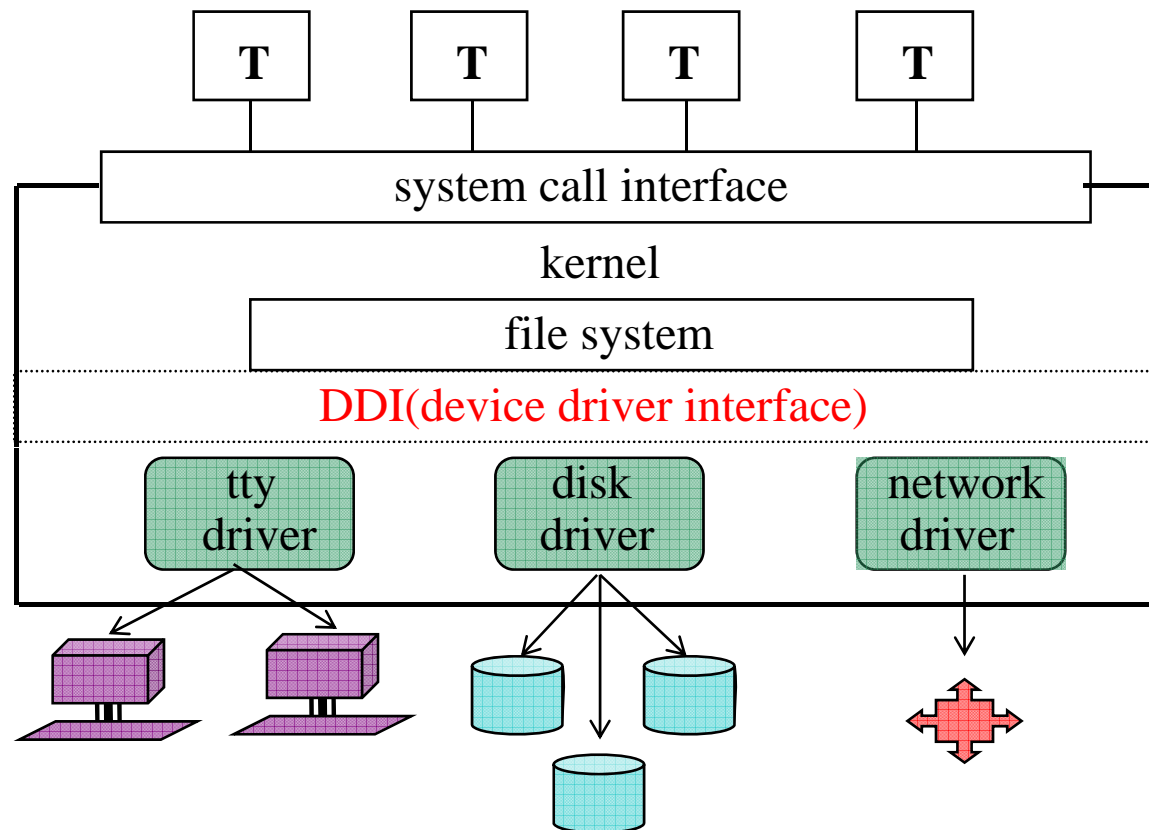 T T T T
system call interface
kernel
file system
DDI(device driver interface)
tty
driver
disk
driver
network
driver